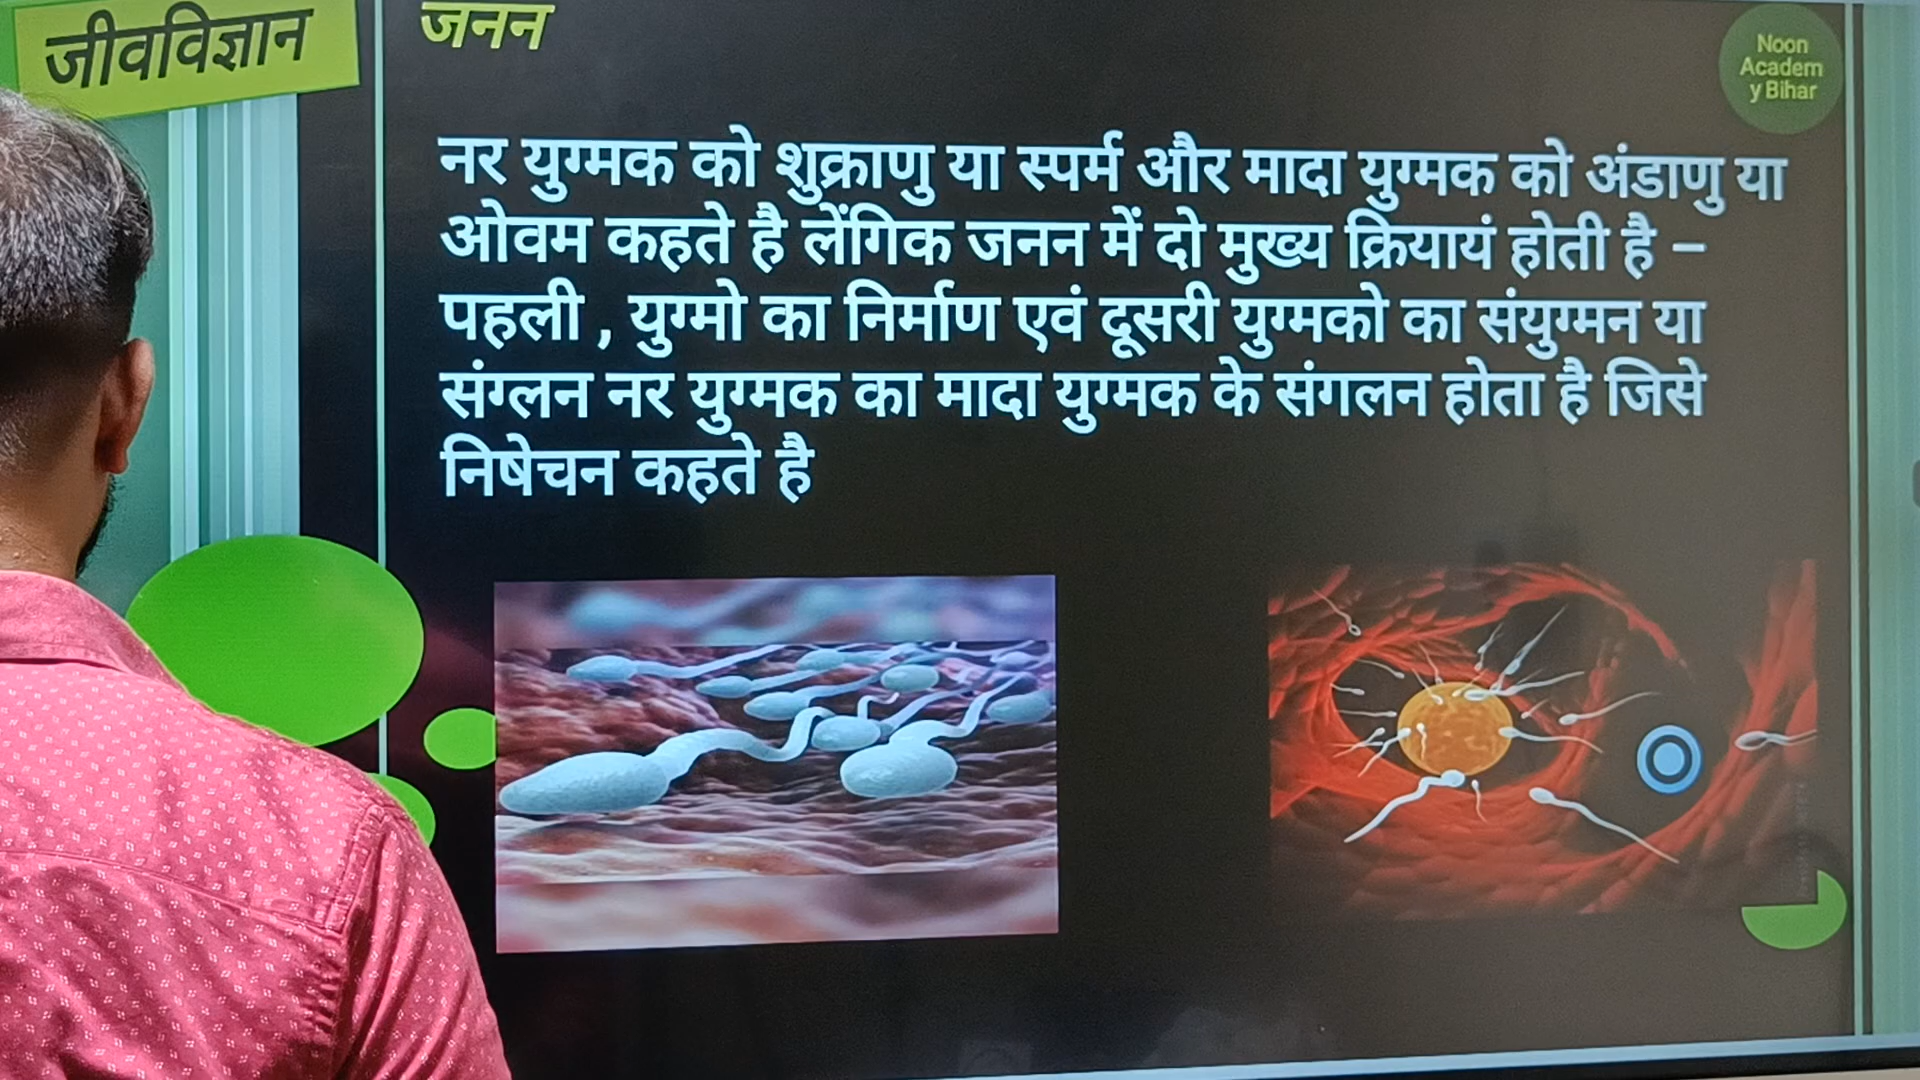 जीवविज्ञान
जनन
Noon
Academ
y Bihar
नर युग्मक को शुक्राणु या स्पर्म और मादा युग्मक को अंडाणु या
ओवम कहते है लेंगिक जनन में दो मुख्य क्रियायं होती है –
पहली , युग्मो का निर्माण एवं दूसरी युग्मको का संयुग्मन या
संग्लन नर युग्मक का मादा युग्मक के संगलन होता है जिसे
निषेचन कहते है